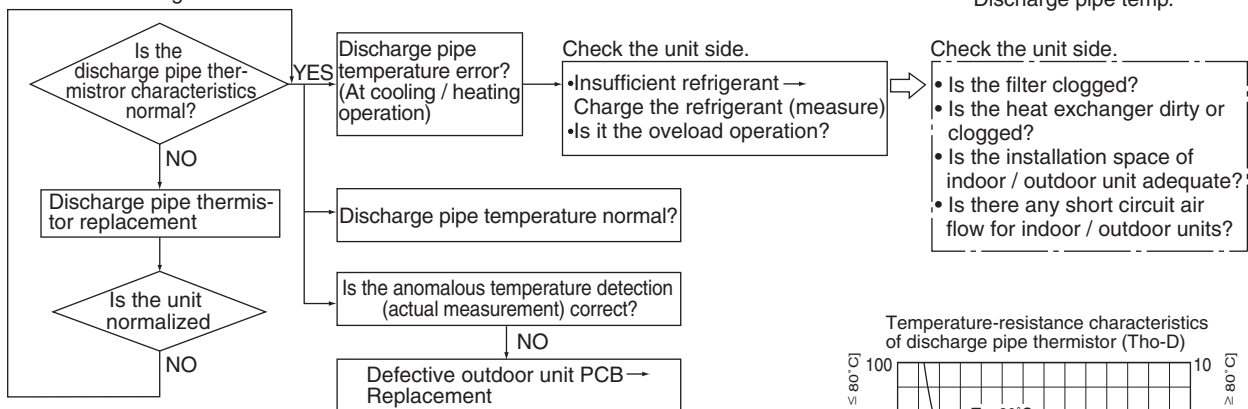 Discharge pipe temp.
Is the
discharge pipe ther-
mistror characteristics
normal?
YES
NO
Discharge pipe thermis-
tor replacement
Is the unit
normalized
NO
Discharge pipe
temperature error?
(At cooling / heating
operation)
Check the unit side.
•Insufficient refrigerant →
Charge the refrigerant (measure)
•Is it the oveload operation?
Check the unit side.
• Is the filter clogged?
• Is the heat exchanger dirty or
clogged?
• Is the installation space of
indoor / outdoor unit adequate?
• Is there any short circuit air
flow for indoor / outdoor units?
Discharge pipe temperature normal?
Is the anomalous temperature detection
(actual measurement) correct?
NO
Defective outdoor unit PCB→
Replacement
Temperature-resistance characteristics
of discharge pipe thermistor (Tho-D)
100
10
≤ 80°C]
≥ 80°C]